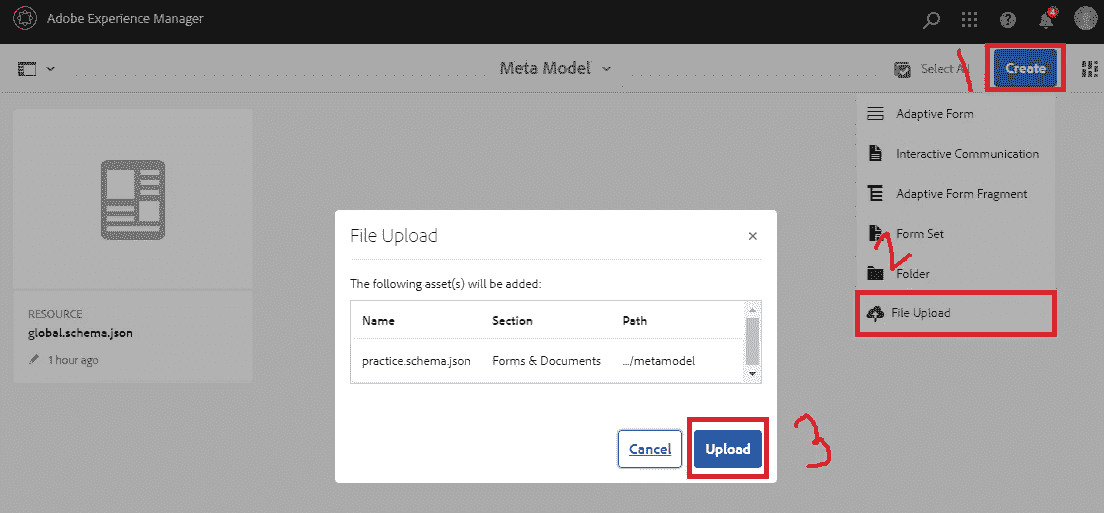 Adobe Experience Manager
4
Meta Model
Select All
1
Create
Adaptive Form
Interactive Communication
Adaptive Form Fragment
Form Set
2
Folder
File Upload
RESOURCE
global.schema.json
1 hour ago
File Upload
×
The following asset(s) will be added:
Name Section Path
practice.schema.json Forms & Documents .../metamodel
Cancel Upload
3